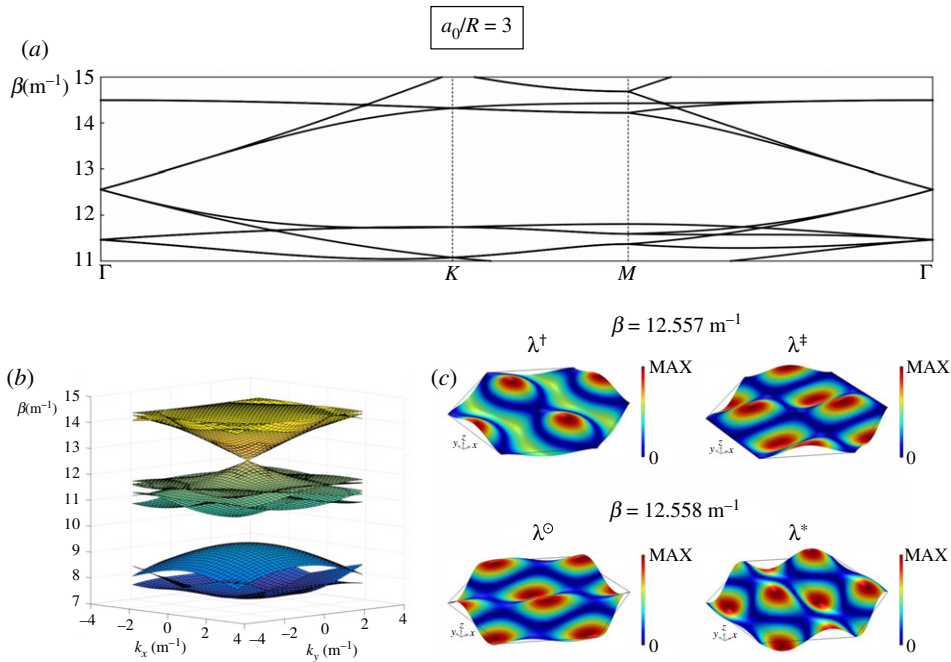 a₀/R = 3
(a)
β(m⁻¹)
15
14
13
12
11
Γ K M Γ
(b)
β(m⁻¹)
15
14
13
12
11
10
9
8
7
−4 −2 0 2 4
kₓ (m⁻¹)
−4 −2 0 2 4
k_y (m⁻¹)
(c)
β = 12.557 m⁻¹
λ† λ‡
MAX MAX
0 0
y z x y z x
β = 12.558 m⁻¹
λ⊙ λ*
MAX MAX
0 0
y z x y z x